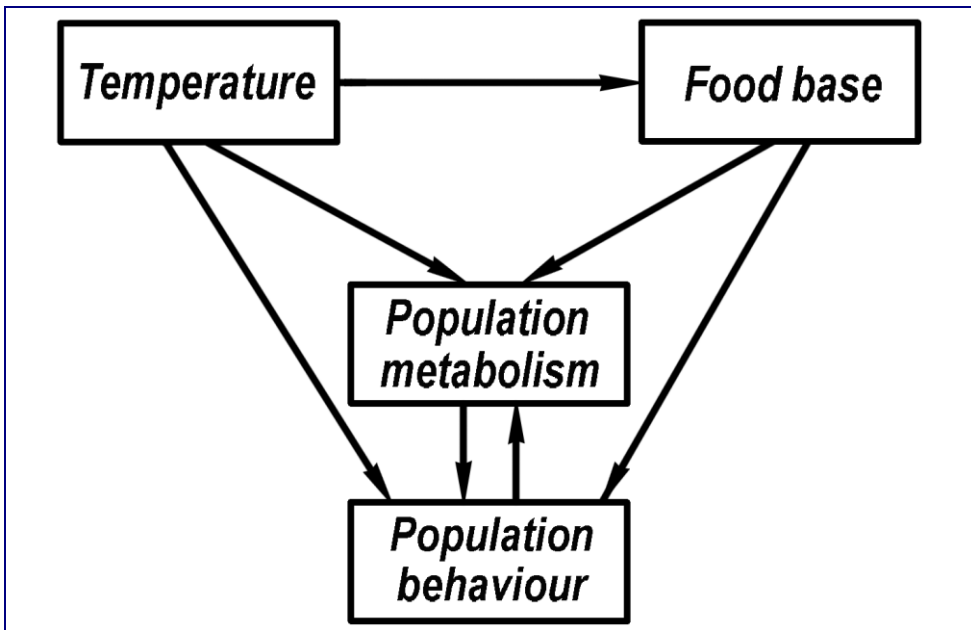 Temperature
Food base
Population
metabolism
Population
behaviour